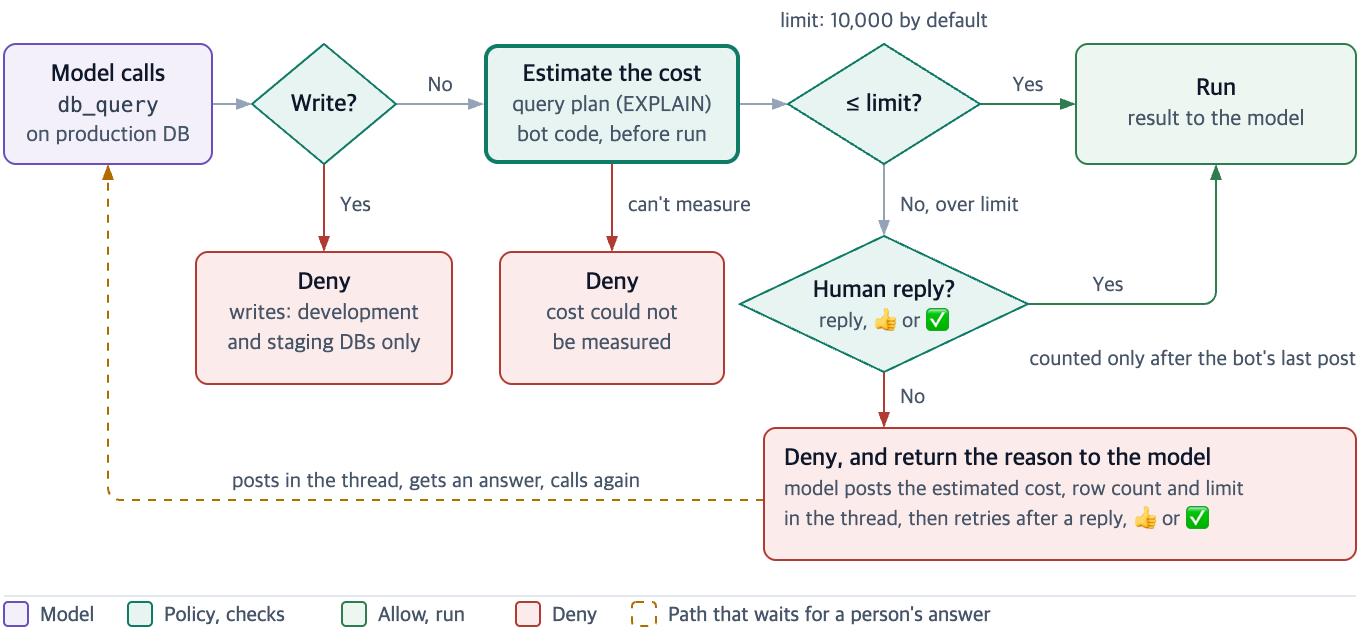 limit: 10,000 by default
Model calls
db_query
on production DB
Write?
No
Estimate the cost
query plan (EXPLAIN)
bot code, before run
≤ limit?
Yes
Run
result to the model
Yes
can't measure
No, over limit
Deny
writes: development
and staging DBs only
Deny
cost could not
be measured
Human reply?
reply, 👍 or ✅
Yes
counted only after the bot's last post
No
Deny, and return the reason to the model
model posts the estimated cost, row count and limit
in the thread, then retries after a reply, 👍 or ✅
posts in the thread, gets an answer, calls again
Model
Policy, checks
Allow, run
Deny
Path that waits for a person's answer